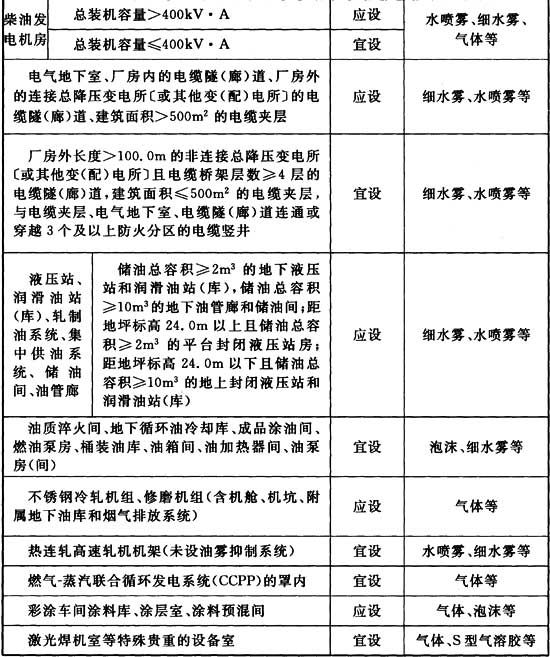 柴油发
电机房
总装机容量>400kV·A
应设
水喷雾、细水雾、
气体等
总装机容量≤400kV·A
宜设
电气地下室、厂房内的电缆隧(廊)道、厂房外
的连接总降压变电所〔或其他变(配)电所〕的电
缆隧(廊)道、建筑面积>500m² 的电缆夹层
应设
细水雾、水喷雾等
厂房外长度>100.0m的非连接总降压变电所
〔或其他变(配)电所〕且电缆桥架层数≥4 层的
电缆隧(廊)道,建筑面积≤500m² 的电缆夹层,
与电缆夹层、电气地下室、电缆隧(廊)道连通或
穿越 3 个及以上防火分区的电缆竖井
宜设
细水雾、水喷雾等
液压站、
润滑油站
(库)、轧制
油系统、集
中供油系
统、储油
间、油管廊
储油总容积≥2m³ 的地下液压
站和润滑油站(库),储油总容积
≥10m³的地下油管廊和储油间;距
地坪标高 24.0m 以上且储油总容
积≥2m³ 的平台封闭液压站房;
距地坪标高 24.0m 以下且储油总
容积≥10m³ 的地上封闭液压站和
润滑油站(库)
应设
细水雾、水喷雾等
油质淬火间、地下循环油冷却库、成品涂油间、
燃油泵房、桶装油库、油箱间、油加热器间、油泵
房(间)
宜设
泡沫、细水雾等
不锈钢冷轧机组、修磨机组(含机舱、机坑、附
属地下油库和烟气排放系统)
应设
气体等
热连轧高速轧机机架(未设油雾抑制系统)
宜设
水喷雾、细水雾等
燃气-蒸汽联合循环发电系统(CCPP)的罩内
宜设
气体等
彩涂车间涂料库、涂层室、涂料预混间
应设
气体、泡沫等
激光焊机室等特殊贵重的设备室
宜设
气体、S型气溶胶等